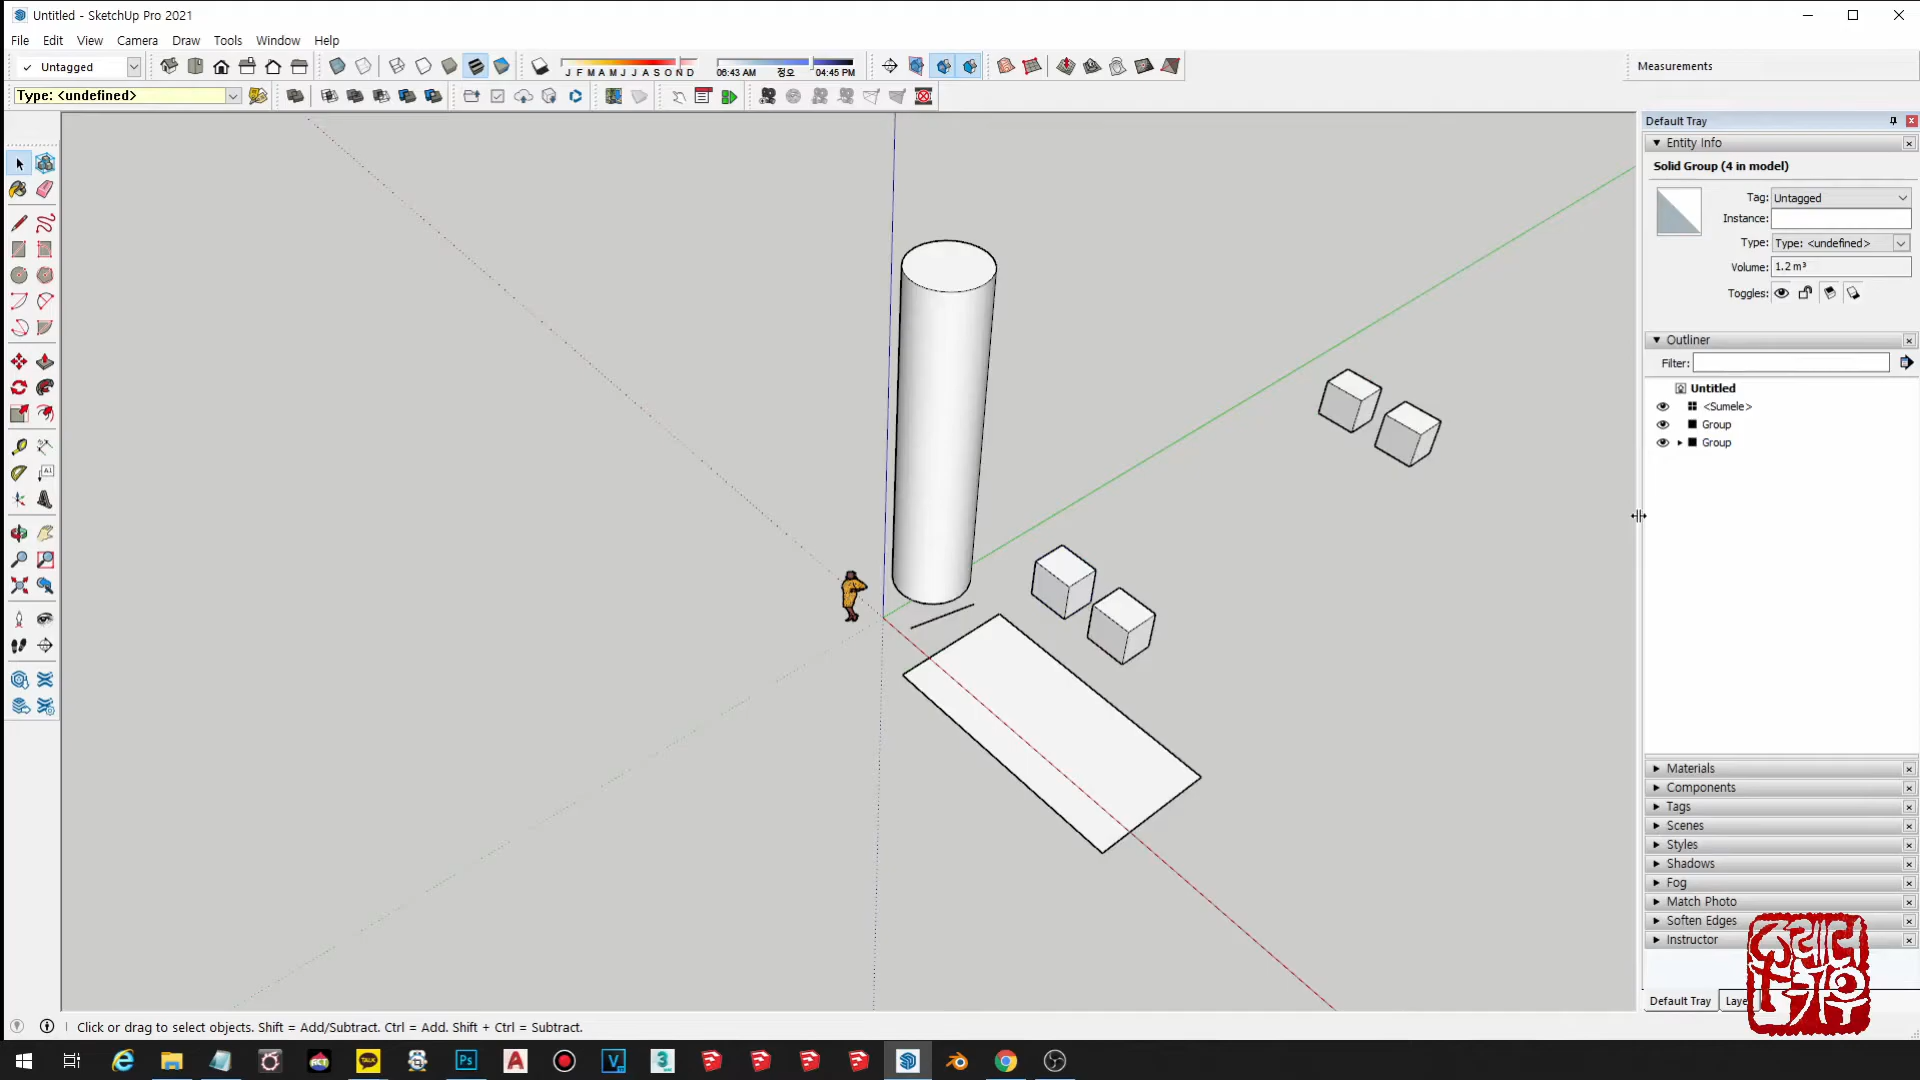 Untitled - SketchUp Pro 2021
File Edit View Camera Draw Tools Window Help
✓ Untagged
J F M A M J J A S O N D
06:43 AM 정오 04:45 PM
Measurements
Type: <undefined>
Default Tray
Entity Info
Solid Group (4 in model)
Tag: Untagged
Instance:
Type: Type: <undefined>
Volume: 1.2 m³
Toggles:
Outliner
Filter:
Untitled
<Sumele>
Group
Group
Materials
Components
Tags
Scenes
Styles
Shadows
Fog
Match Photo
Soften Edges
Instructor
Default Tray
Click or drag to select objects. Shift = Add/Subtract. Ctrl = Add. Shift + Ctrl = Subtract.